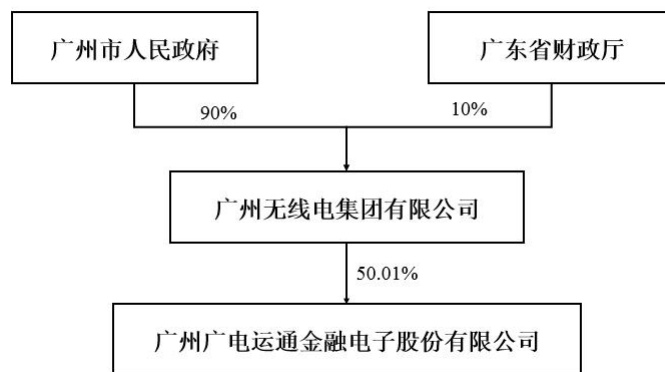 广州市人民政府
广东省财政厅
90%
10%
广州无线电集团有限公司
50.01%
广州广电运通金融电子股份有限公司